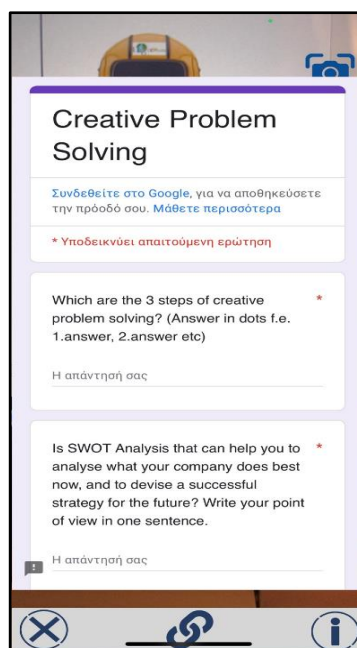 Creative Problem
Solving
Συνδεθείτε στο Google, για να αποθηκεύσετε
την πρόοδό σου. Μάθετε περισσότερα
* Υποδεικνύει απαιτούμενη ερώτηση
Which are the 3 steps of creative *
problem solving? (Answer in dots f.e.
1.answer, 2.answer etc)
Η απάντησή σας
Is SWOT Analysis that can help you to *
analyse what your company does best
now, and to devise a successful
strategy for the future? Write your point
of view in one sentence.
Η απάντησή σας